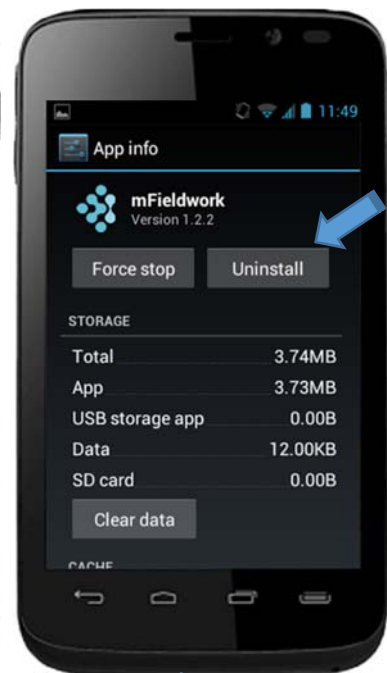 11:49
App info
mFieldwork
Version 1.2.2
Force stop Uninstall
STORAGE
Total 3.74MB
App 3.73MB
USB storage app 0.00B
Data 12.00KB
SD card 0.00B
Clear data
CACHE